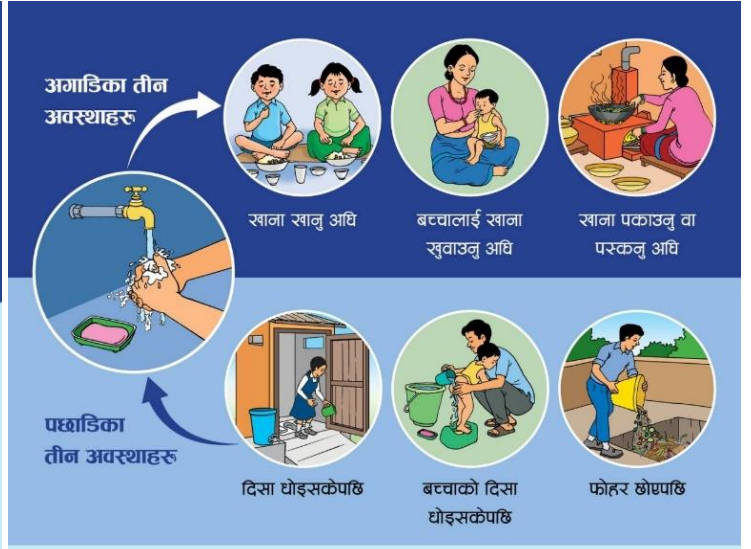 अगाडिका तीन
अवस्थाहरु
खाना खानु अघि
बच्चालाई खाना
खुवाउनु अघि
खाना पकाउनु वा
पस्कनु अघि
पछाडिका
तीन अवस्थाहरु
दिसा धोइसकेपछि
बच्चाको दिसा
धोइसकेपछि
फोहर छोएपछि